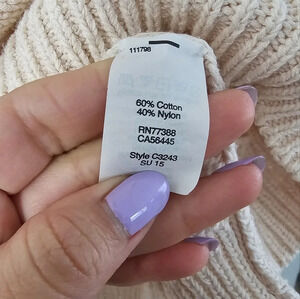 111798
60% Cotton
40% Nylon
RN77388
CA56445
Style C3243
SU 15